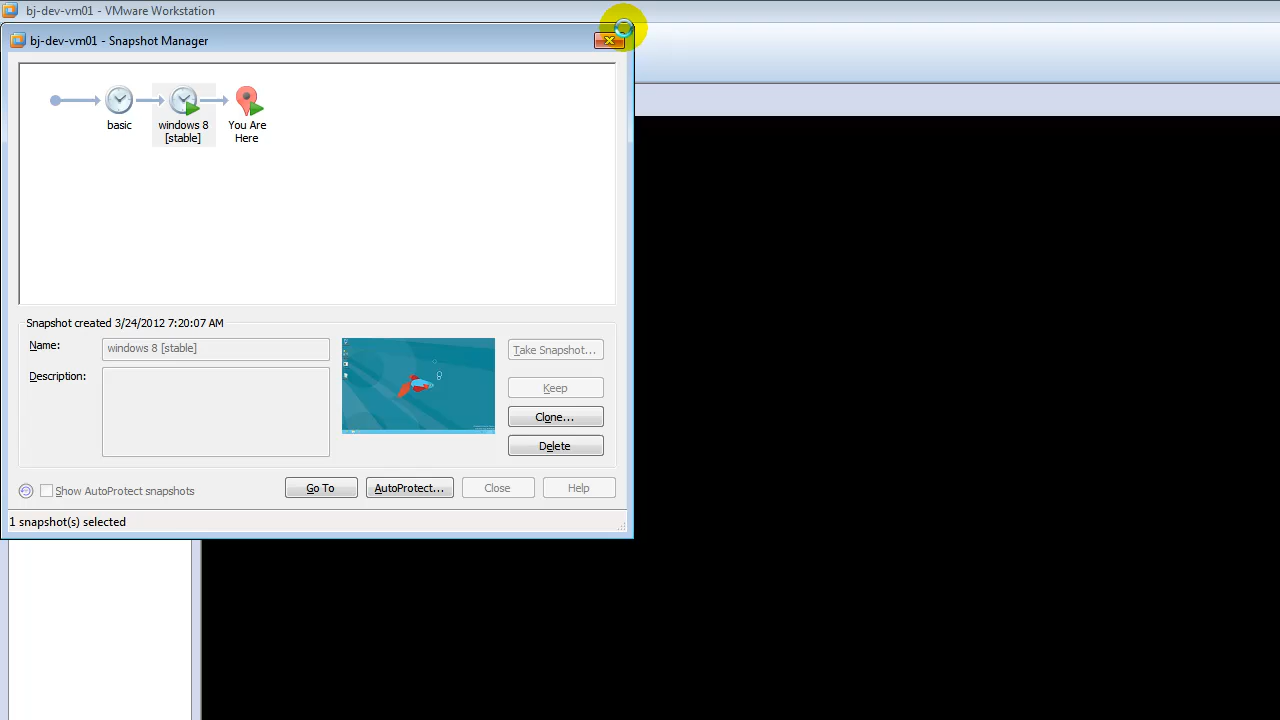 bj-dev-vm01 - VMware Workstation
bj-dev-vm01 - Snapshot Manager
basic
windows 8
[stable]
You Are
Here
Snapshot created 3/24/2012 7:20:07 AM
Name:
windows 8 [stable]
Take Snapshot...
Description:
Keep
Clone...
Delete
Show AutoProtect snapshots
Go To
AutoProtect...
Close
Help
1 snapshot(s) selected